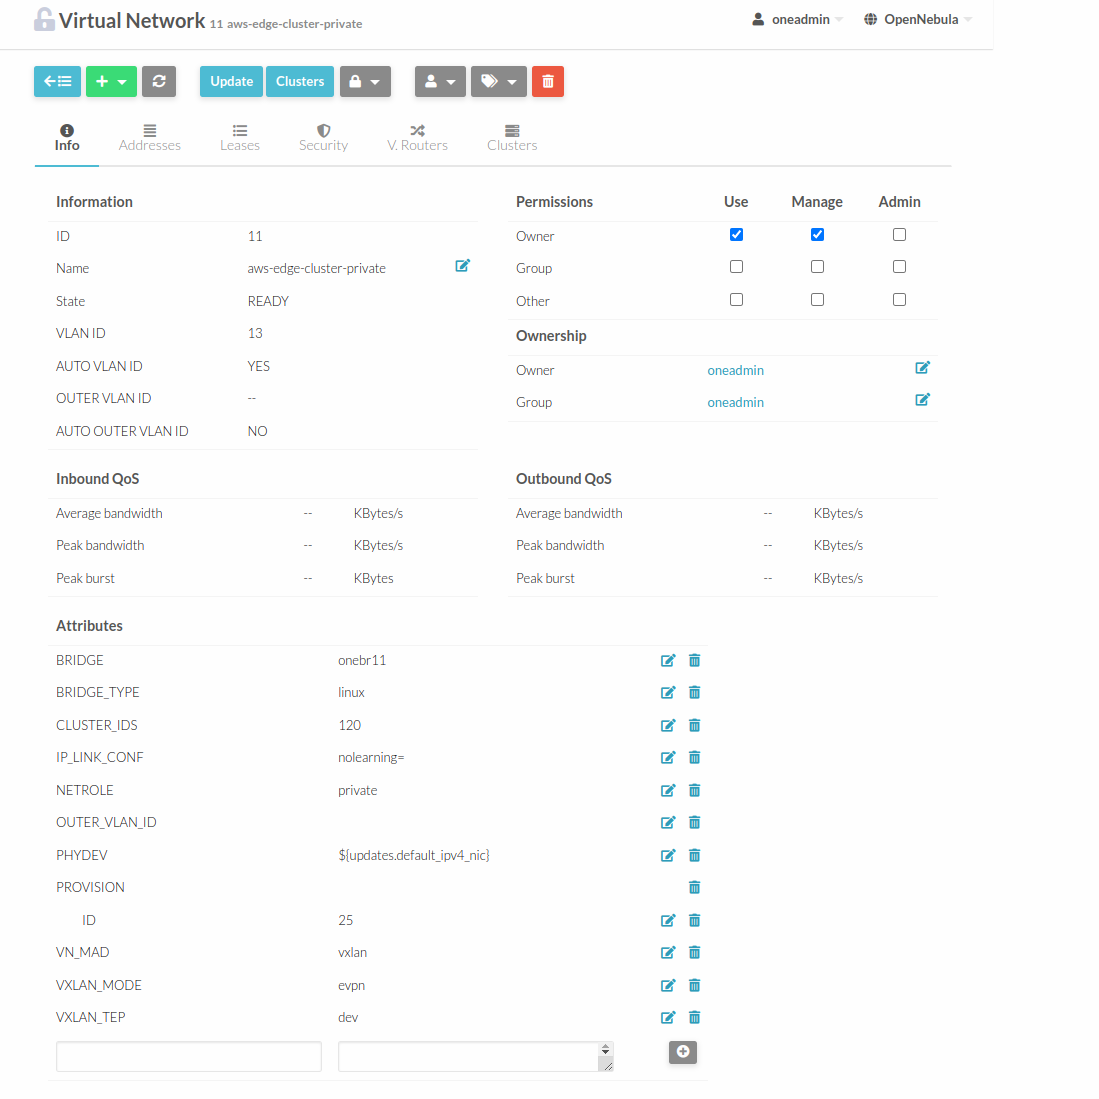 Virtual Network 11 aws-edge-cluster-private
oneadmin
OpenNebula
Update
Clusters
Info
Addresses
Leases
Security
V. Routers
Clusters
Information
ID 11
Name aws-edge-cluster-private
State READY
VLAN ID 13
AUTO VLAN ID YES
OUTER VLAN ID --
AUTO OUTER VLAN ID NO
Permissions Use Manage Admin
Owner
Group
Other
Ownership
Owner oneadmin
Group oneadmin
Inbound QoS
Average bandwidth -- KBytes/s
Peak bandwidth -- KBytes/s
Peak burst -- KBytes
Outbound QoS
Average bandwidth -- KBytes/s
Peak bandwidth -- KBytes/s
Peak burst -- KBytes/s
Attributes
BRIDGE onebr11
BRIDGE_TYPE linux
CLUSTER_IDS 120
IP_LINK_CONF nolearning=
NETROLE private
OUTER_VLAN_ID
PHYDEV ${updates.default_ipv4_nic}
PROVISION
ID 25
VN_MAD vxlan
VXLAN_MODE evpn
VXLAN_TEP dev